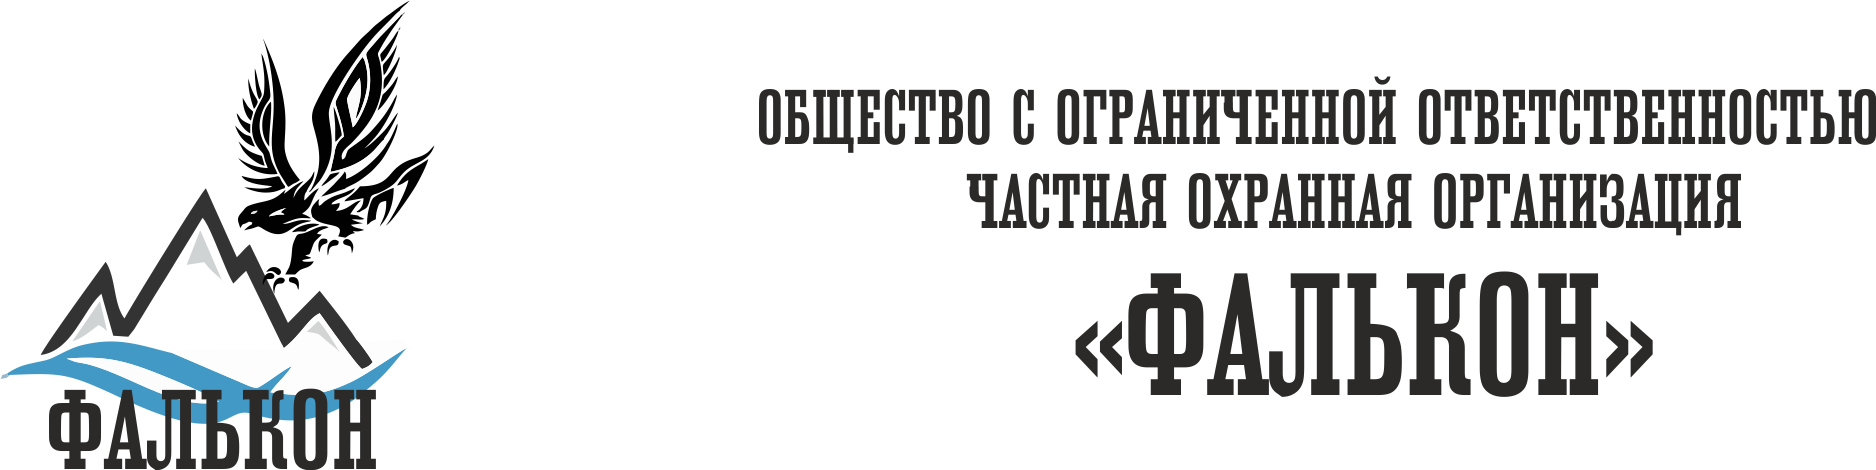 ФАЛЬКОН
ОБЩЕСТВО С ОГРАНИЧЕННОЙ ОТВЕТСТВЕННОСТЬЮ
ЧАСТНАЯ ОХРАННАЯ ОРГАНИЗАЦИЯ
«ФАЛЬКОН»